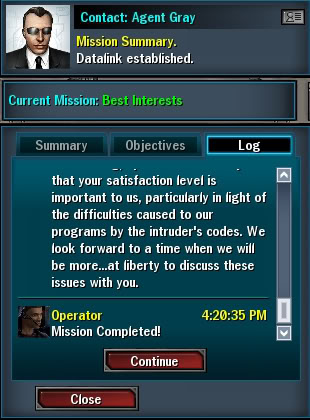 Contact: Agent Gray
Mission Summary.
Datalink established.
Current Mission: Best Interests
Summary
Objectives
Log
that your satisfaction level is
important to us, particularly in light of
the difficulties caused to our
programs by the intruder's codes. We
look forward to a time when we will
be more...at liberty to discuss these
issues with you.
Operator 4:20:35 PM
Mission Completed!
Continue
Close